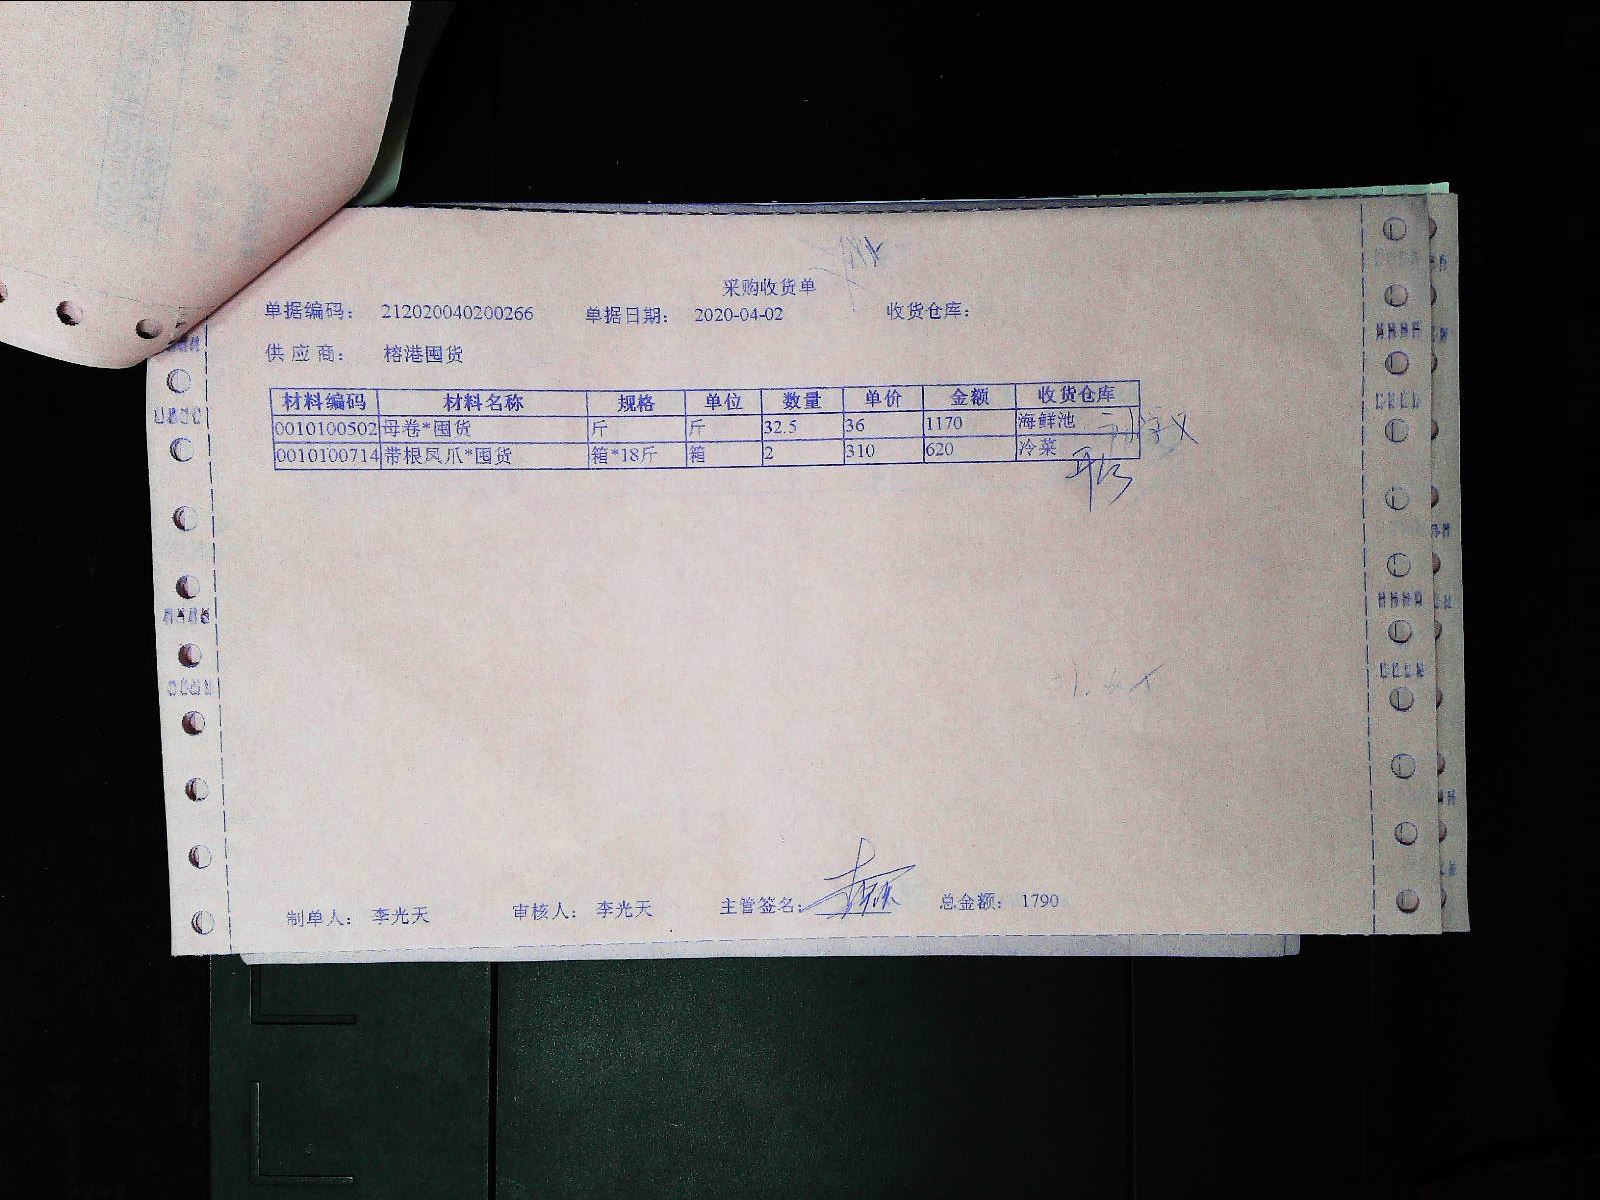 采购收货单
单据编码： 212020040200266 单据日期： 2020-04-02 收货仓库：
供应商： 榕港囤货
材料编码 材料名称 规格 单位 数量 单价 金额 收货仓库
0010100502 母卷*囤货 斤 斤 32.5 36 1170 海鲜池
0010100714 带根凤爪*囤货 箱*18斤 箱 2 310 620 冷菜
制单人： 李光天 审核人： 李光天 主管签名： 总金额： 1790